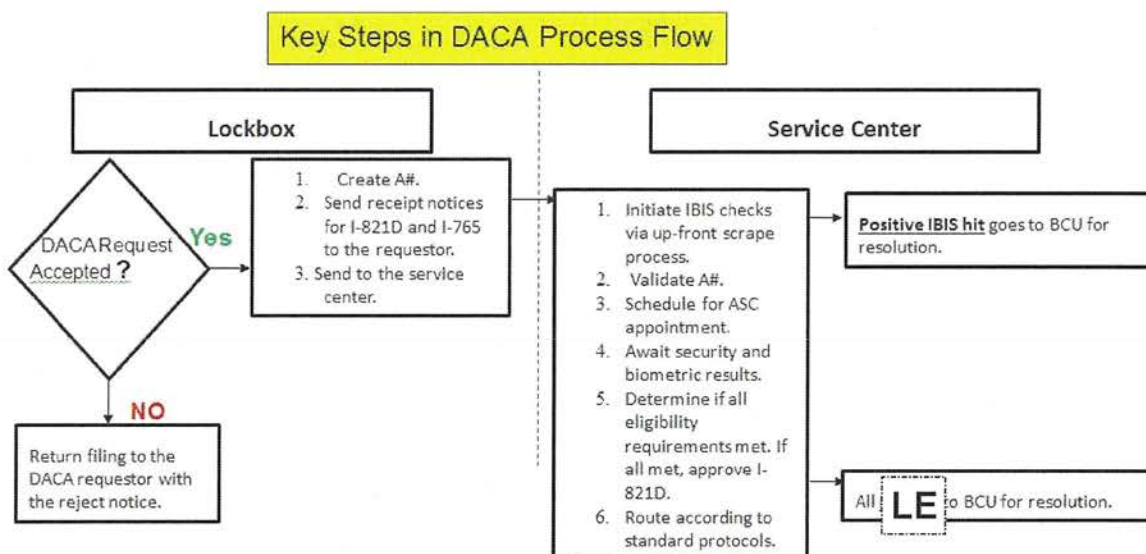 Key Steps in DACA Process Flow
Lockbox
Service Center
DACA Request
Accepted ?
Yes
NO
Return filing to the
DACA requestor with
the reject notice.
1. Create A#.
2. Send receipt notices
for I-821D and I-765
to the requestor.
3. Send to the service
center.
1. Initiate IBIS checks
via up-front scrape
process.
2. Validate A#.
3. Schedule for ASC
appointment.
4. Await security and
biometric results.
5. Determine if all
eligibility
requirements met. If
all met, approve I-
821D.
6. Route according to
standard protocols.
Positive IBIS hit goes to BCU for
resolution.
All LE o BCU for resolution.